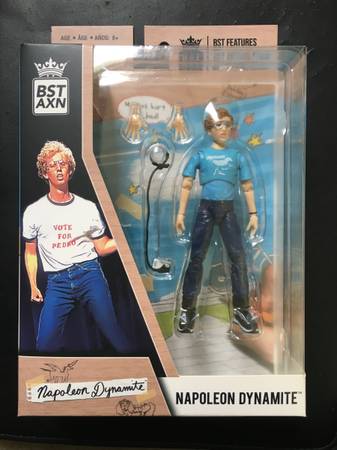 AGE • ÂGE • AÑOS: 8+
BST FEATURES
BST
AXN
VOTE
FOR
PEDRO
Napoleon Dynamite
NAPOLEON DYNAMITE™